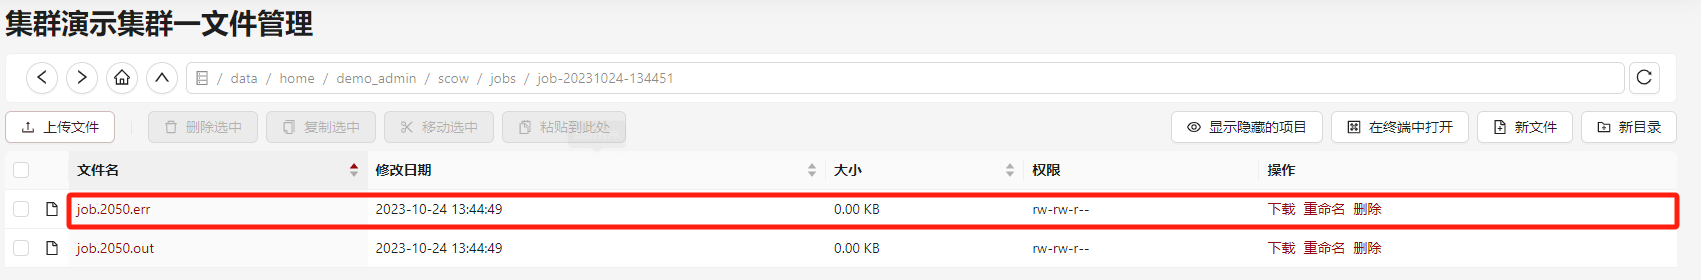 集群演示集群一文件管理
/ data / home / demo_admin / scow / jobs / job-20231024-134451
上传文件 删除选中 复制选中 移动选中 粘贴到此处 显示隐藏的项目 在终端中打开 新文件 新目录
文件名 修改日期 大小 权限 操作
job.2050.err 2023-10-24 13:44:49 0.00 KB rw-rw-r-- 下载 重命名 删除
job.2050.out 2023-10-24 13:44:49 0.00 KB rw-rw-r-- 下载 重命名 删除